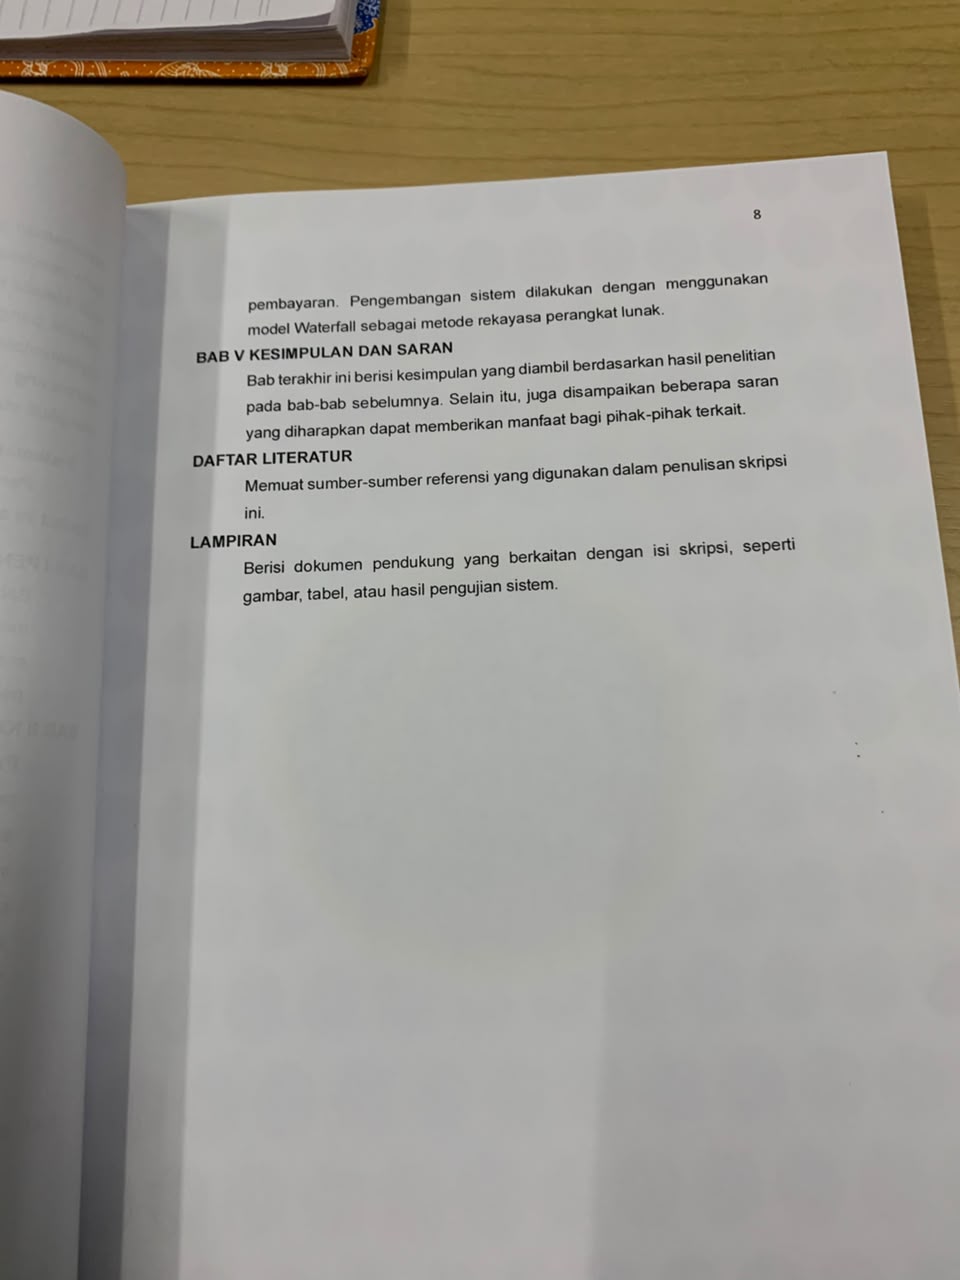 8
pembayaran. Pengembangan sistem dilakukan dengan menggunakan
model Waterfall sebagai metode rekayasa perangkat lunak.
BAB V KESIMPULAN DAN SARAN
Bab terakhir ini berisi kesimpulan yang diambil berdasarkan hasil penelitian
pada bab-bab sebelumnya. Selain itu, juga disampaikan beberapa saran
yang diharapkan dapat memberikan manfaat bagi pihak-pihak terkait.
DAFTAR LITERATUR
Memuat sumber-sumber referensi yang digunakan dalam penulisan skripsi
ini.
LAMPIRAN
Berisi dokumen pendukung yang berkaitan dengan isi skripsi, seperti
gambar, tabel, atau hasil pengujian sistem.